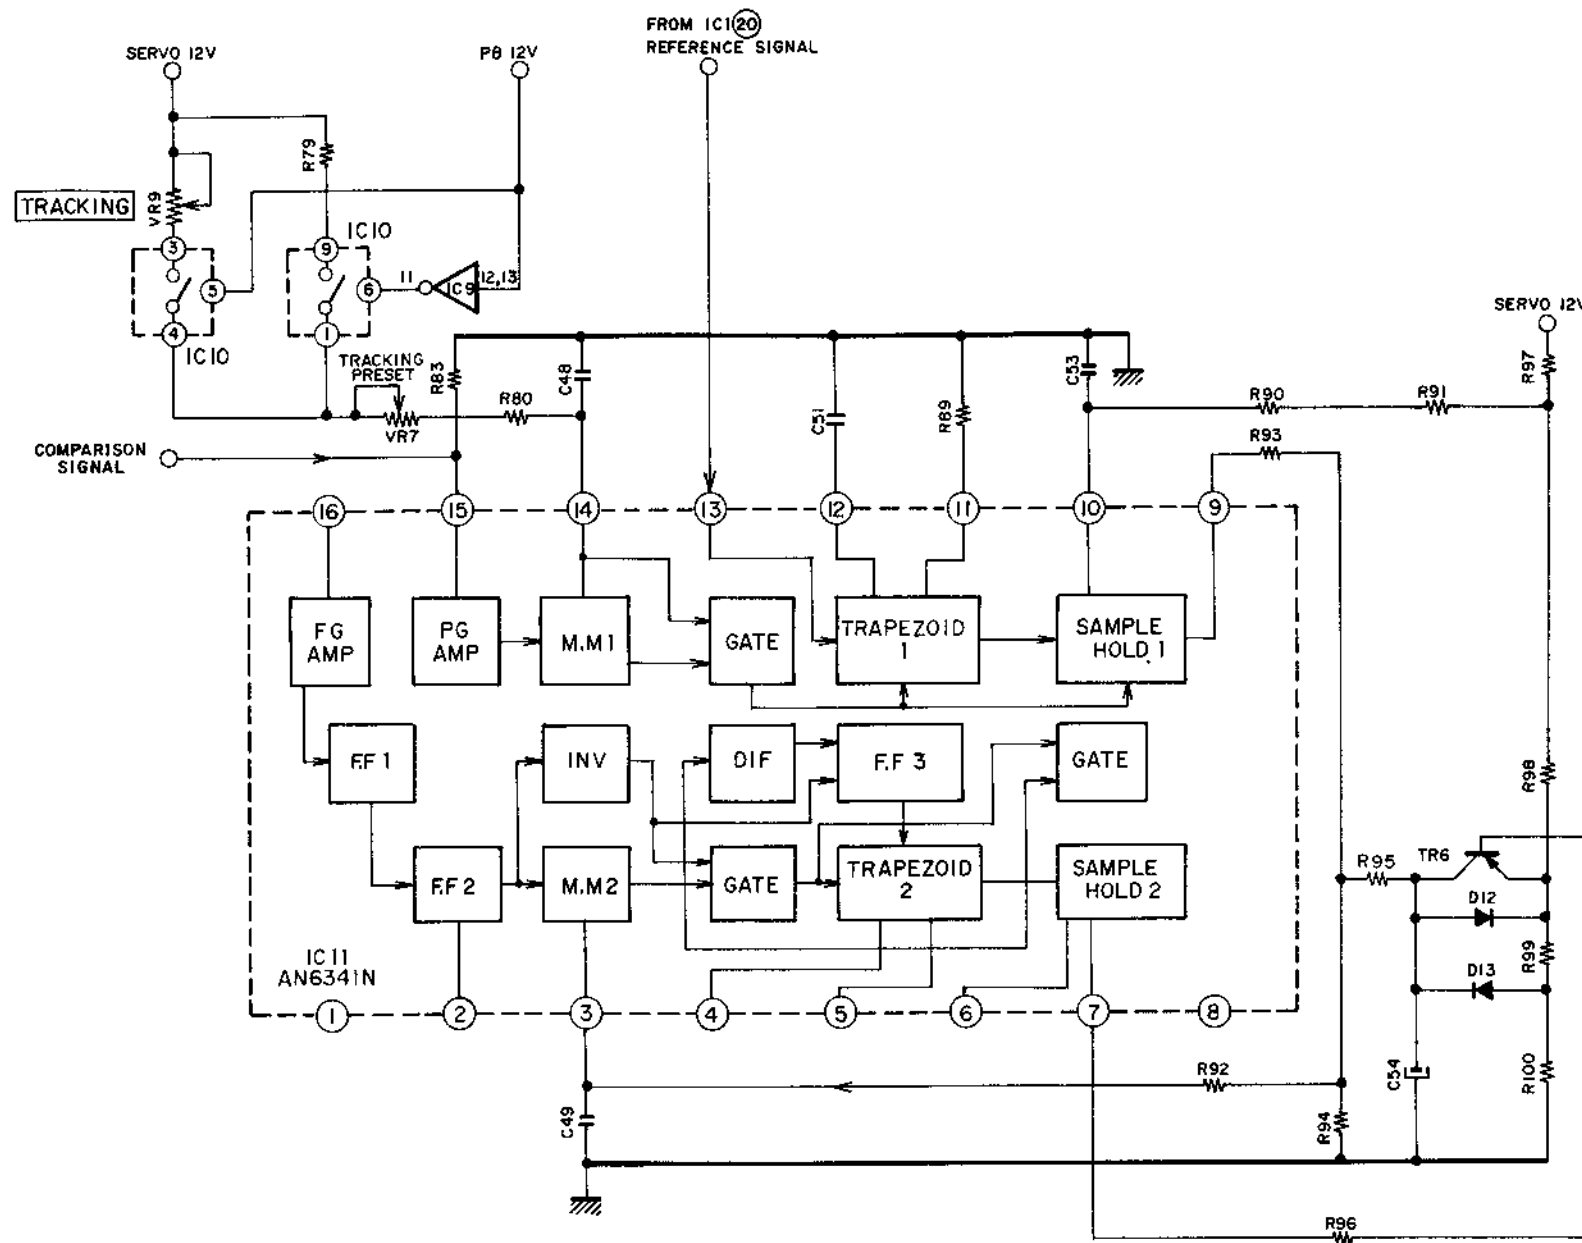 FROM IC1 20
REFERENCE SIGNAL
SERVO 12V
PB 12V
R79
VR9
TRACKING
3
IC10
9
5
6
11
IC9
12,13
4
IC10
1
TRACKING
PRESET
VR7
R80
R83
C48
C51
R89
C53
R90
R91
SERVO 12V
R97
R93
COMPARISON
SIGNAL
16
15
14
13
12
11
10
9
FG
AMP
PG
AMP
M.M1
GATE
TRAPEZOID
1
SAMPLE
HOLD.1
F.F 1
INV
DIF
F.F 3
GATE
R98
F.F 2
M.M2
GATE
TRAPEZOID
2
SAMPLE
HOLD 2
R95
TR6
D12
R99
D13
IC11
AN6341N
1
2
3
4
5
6
7
8
R92
C54
R100
C49
R94
R96